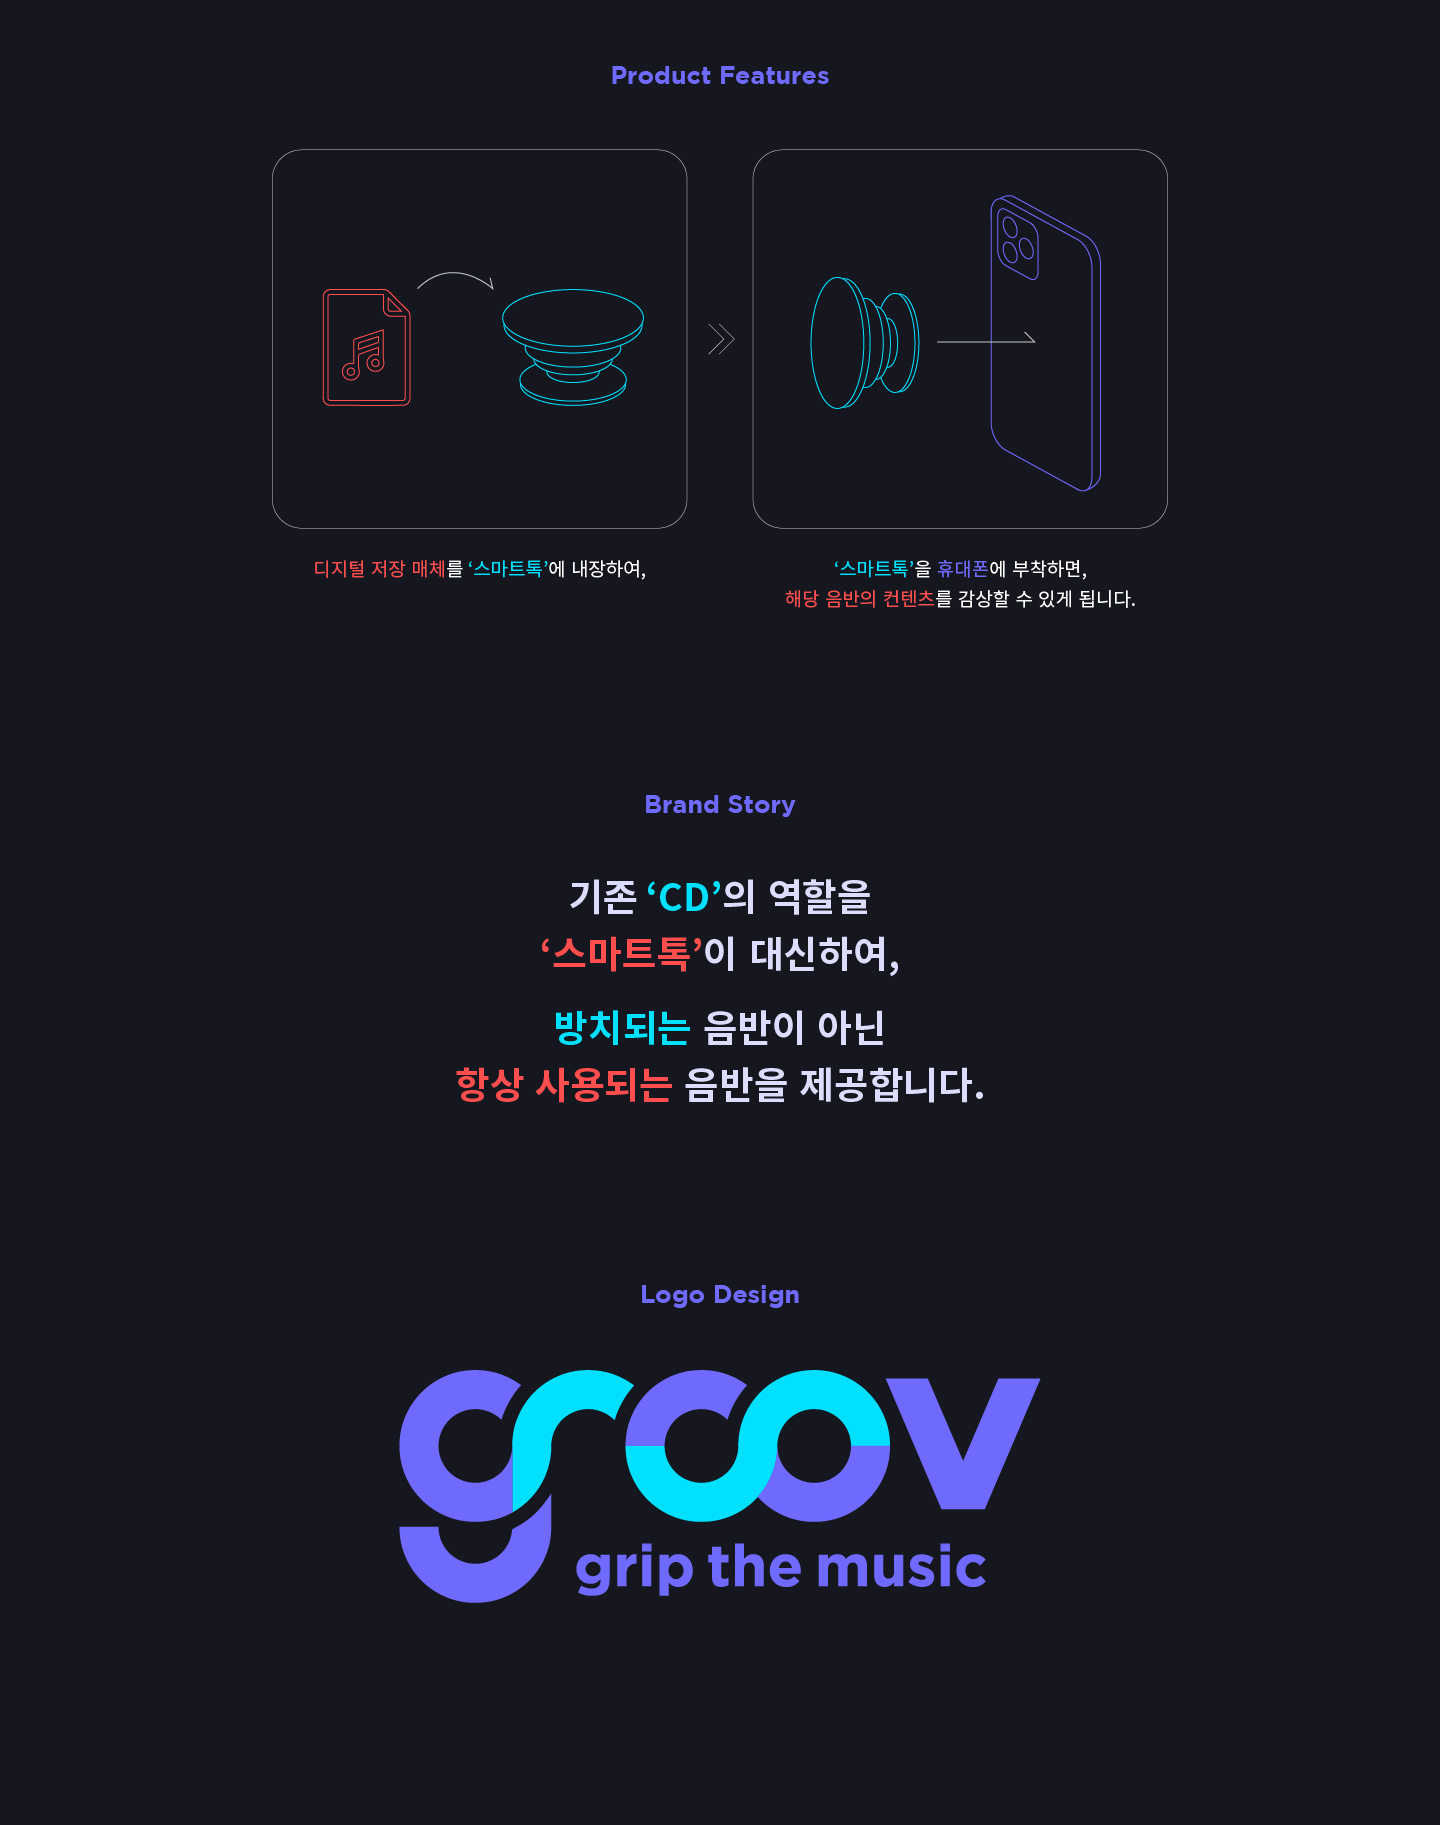 Product Features
디지털 저장 매체를 ‘스마트톡’에 내장하여,
‘스마트톡’을 휴대폰에 부착하면,
해당 음반의 컨텐츠를 감상할 수 있게 됩니다.
Brand Story
기존 ‘CD’의 역할을
‘스마트톡’이 대신하여,
방치되는 음반이 아닌
항상 사용되는 음반을 제공합니다.
Logo Design
groov
grip the music